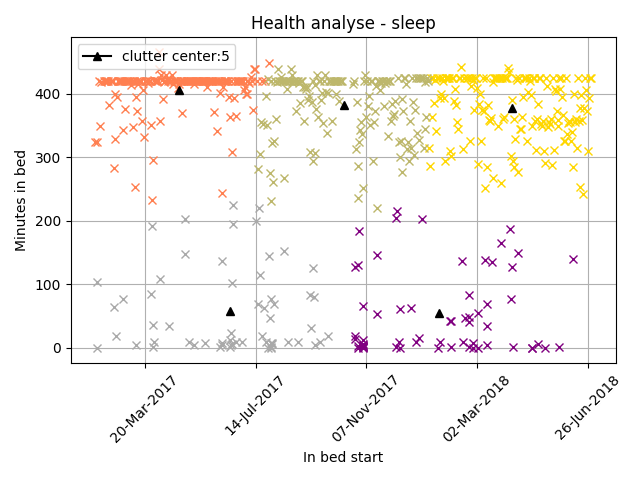 Health analyse - sleep
clutter center:5
Minutes in bed
400
300
200
100
0
20-Mar-2017
14-Jul-2017
07-Nov-2017
02-Mar-2018
26-Jun-2018
In bed start